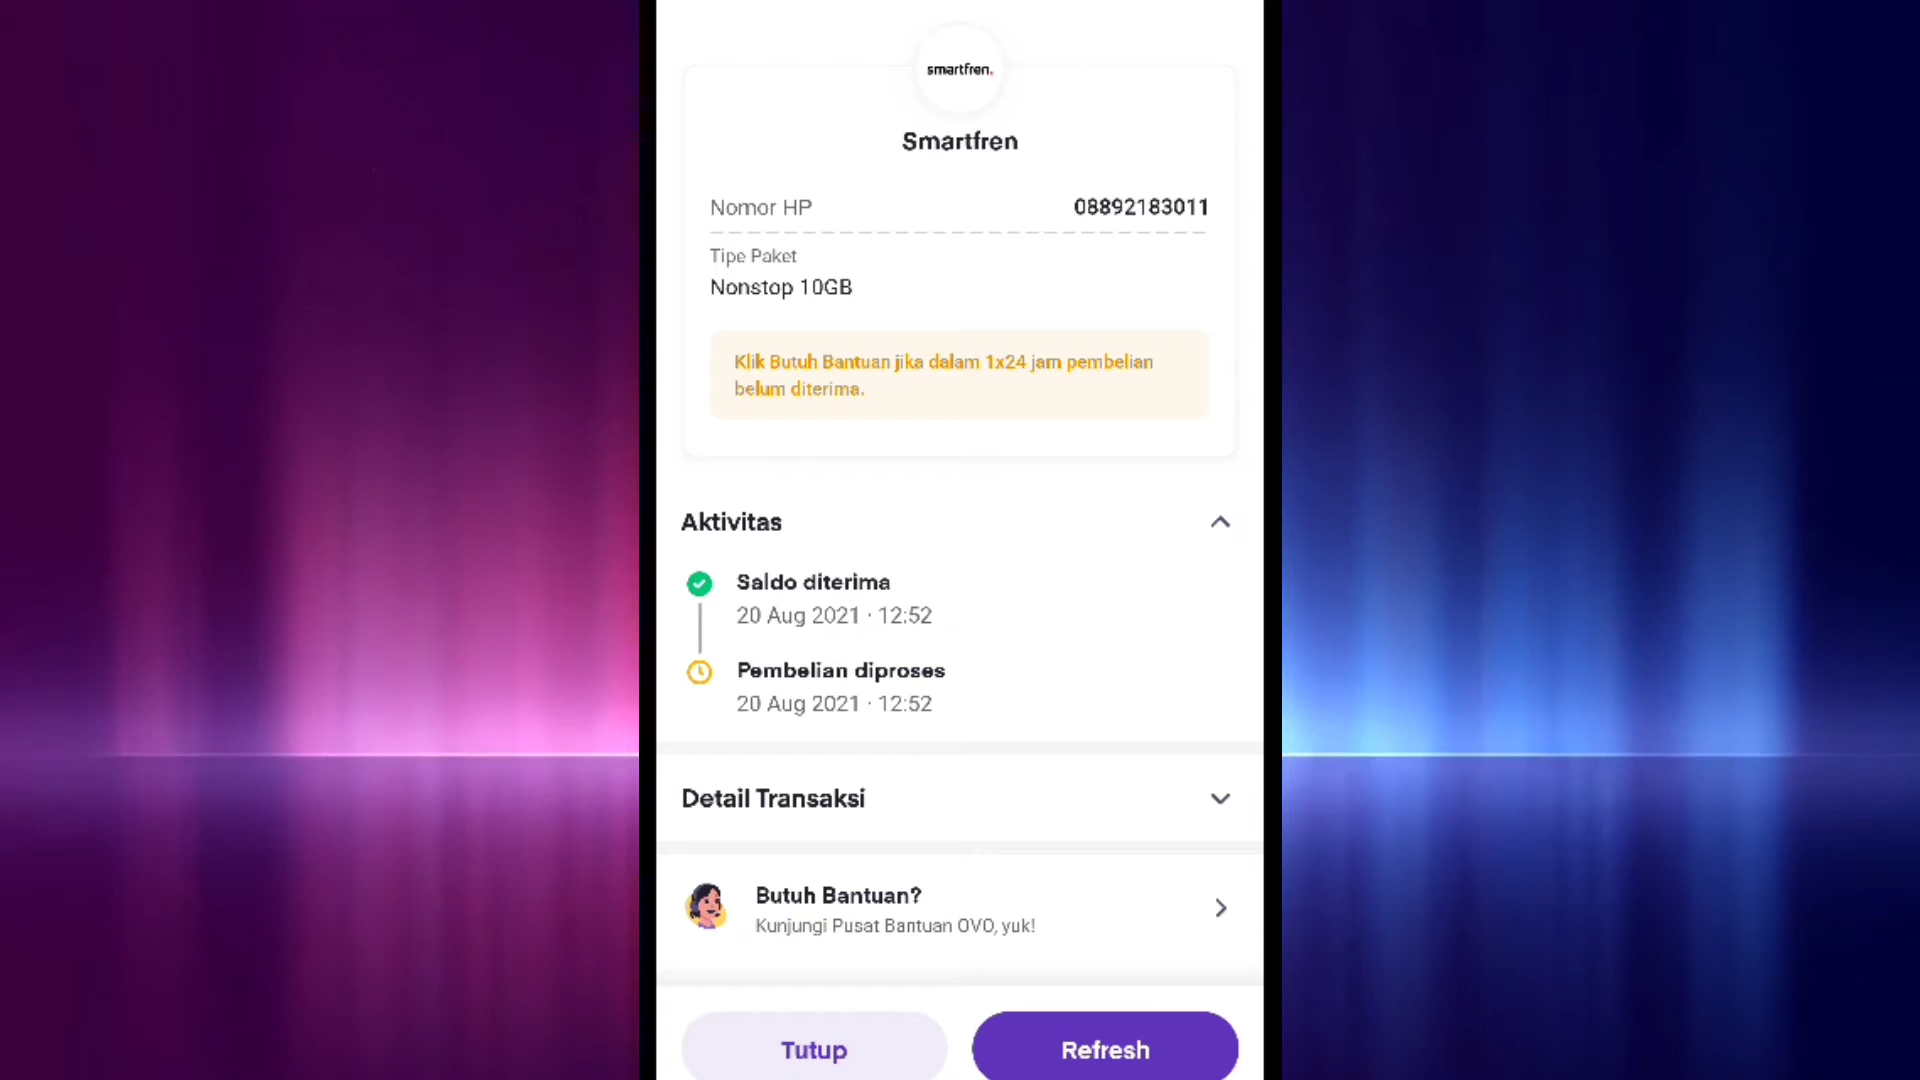 smartfren.
Smartfren
Nomor HP 08892183011
Tipe Paket
Nonstop 10GB
Klik Butuh Bantuan jika dalam 1x24 jam pembelian
belum diterima.
Aktivitas
Saldo diterima
20 Aug 2021 · 12:52
Pembelian diproses
20 Aug 2021 · 12:52
Detail Transaksi
Butuh Bantuan?
Kunjungi Pusat Bantuan OVO, yuk!
Tutup Refresh